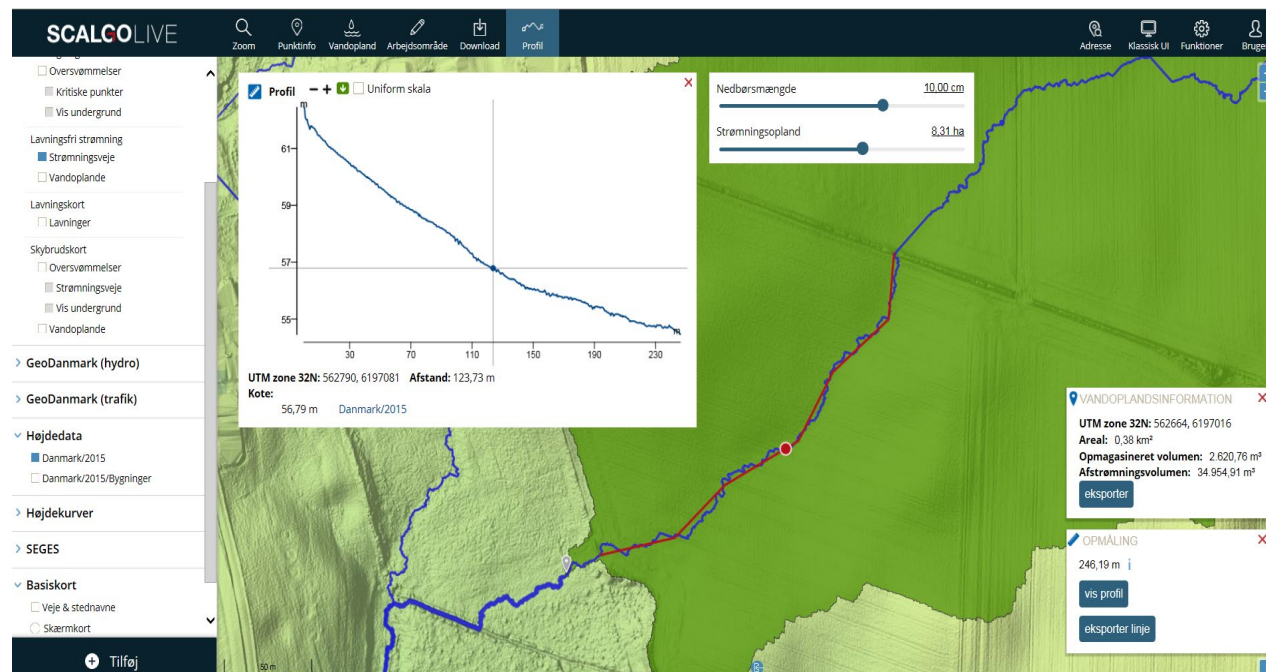 SCALGOLIVE
Zoom
Punktinfo
Vandopland
Arbejdsområde
Download
Profil
Adresse
Klassisk UI
Funktioner
Oversvømmelser
Kritiske punkter
Vis undergrund
Lavningsfri strømning
Strømningsveje
Vandoplande
Lavningskort
Lavninger
Skybrudskort
Oversvømmelser
Strømningsveje
Vis undergrund
Vandoplande
GeoDanmark (hydro)
GeoDanmark (trafik)
Højdedata
Danmark/2015
Danmark/2015/Bygninger
Højdekurver
SEGES
Basiskort
Veje & stednavne
Skærmkort
Tilføj
Profil
Uniform skala
m
61
59
57
55
30 70 110 150 190 230
m
UTM zone 32N: 562790, 6197081 Afstand: 123,73 m
Kote:
56,79 m Danmark/2015
Nedbørsmængde 10,00 cm
Strømningsopland 8,31 ha
VANDOPLANDSINFORMATION
UTM zone 32N: 562664, 6197016
Areal: 0,38 km²
Opmagasineret volumen: 2.620,76 m³
Afstrømningsvolumen: 34.954,91 m³
eksporter
OPMÅLING
246,19 m i
vis profil
eksporter linje
50 m